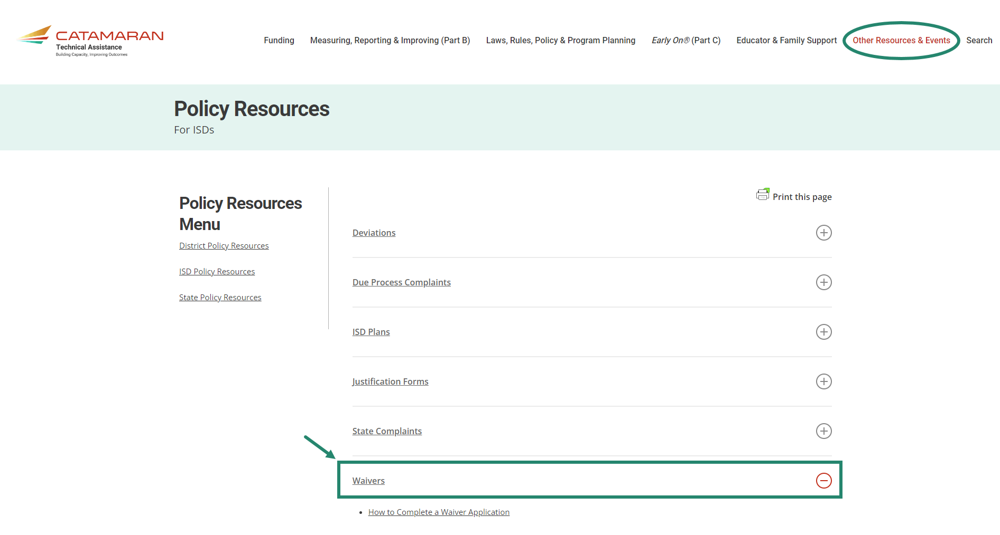 CATAMARAN
Technical Assistance
Building Capacity, Improving Outcomes
Funding Measuring, Reporting & Improving (Part B) Laws, Rules, Policy & Program Planning Early On® (Part C) Educator & Family Support Other Resources & Events Search
Policy Resources
For ISDs
Policy Resources
Menu
District Policy Resources
ISD Policy Resources
State Policy Resources
Print this page
Deviations
Due Process Complaints
ISD Plans
Justification Forms
State Complaints
Waivers
How to Complete a Waiver Application